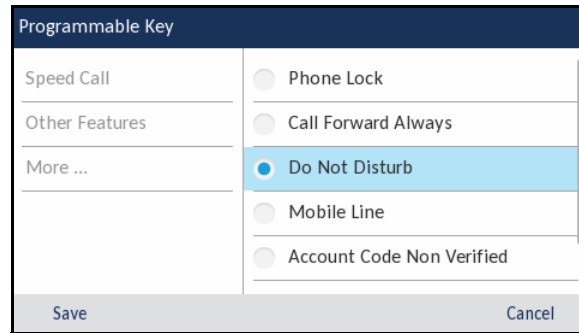 Programmable Key
Speed Call
Other Features
More ...
Phone Lock
Call Forward Always
Do Not Disturb
Mobile Line
Account Code Non Verified
Save
Cancel